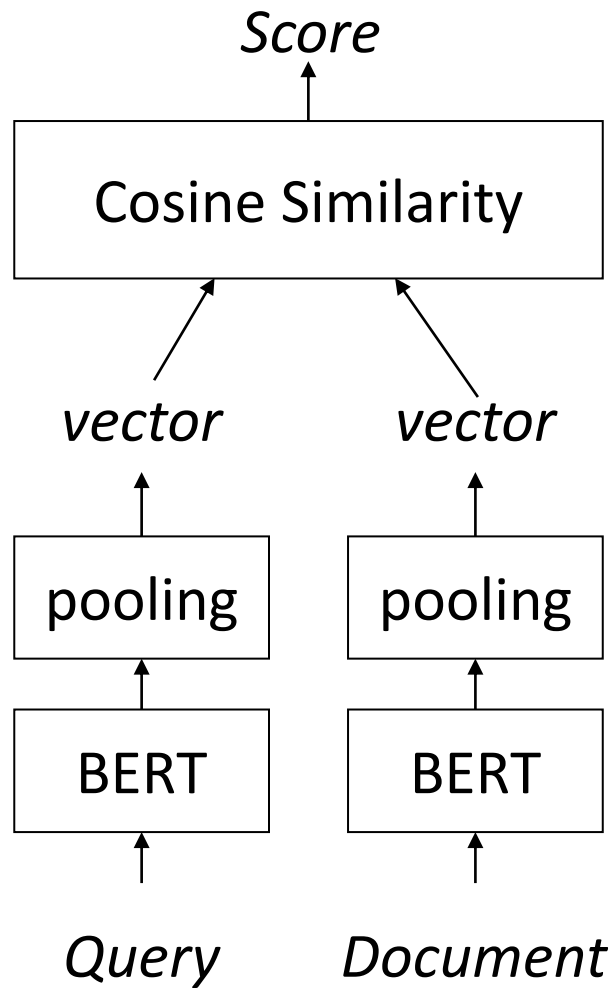 Score
Cosine Similarity
vector vector
pooling pooling
BERT BERT
Query Document